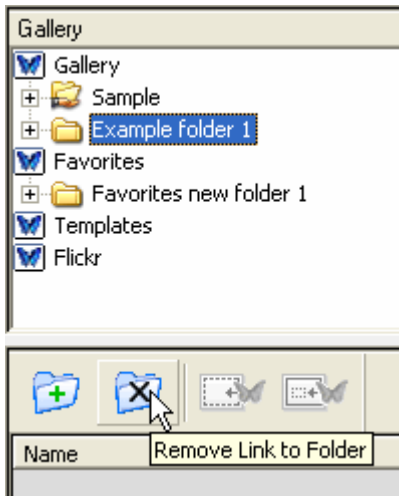 Gallery
Gallery
Sample
Example folder 1
Favorites
Favorites new folder 1
Templates
Flickr
Remove Link to Folder
Name